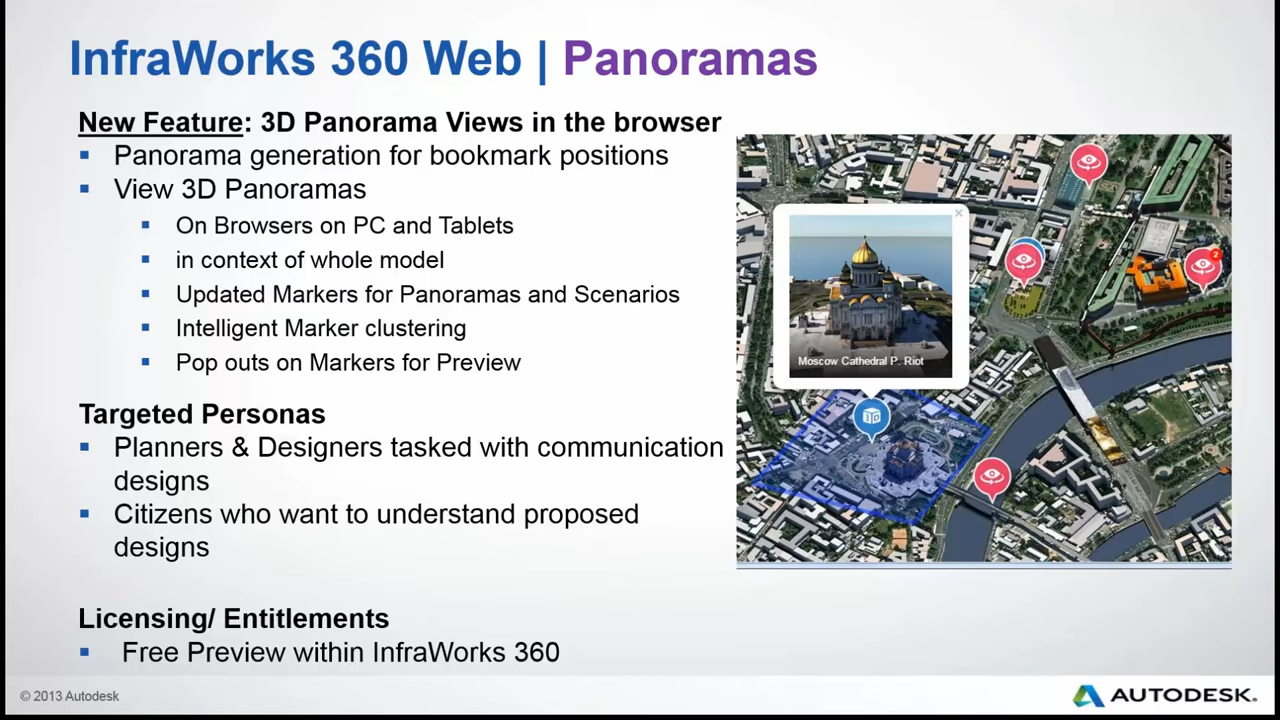 InfraWorks 360 Web | Panoramas
New Feature: 3D Panorama Views in the browser
▪ Panorama generation for bookmark positions
▪ View 3D Panoramas
▪ On Browsers on PC and Tablets
▪ in context of whole model
▪ Updated Markers for Panoramas and Scenarios
▪ Intelligent Marker clustering
▪ Pop outs on Markers for Preview
Targeted Personas
▪ Planners & Designers tasked with communication
designs
▪ Citizens who want to understand proposed
designs
Licensing/ Entitlements
▪ Free Preview within InfraWorks 360
Moscow Cathedral P. Riot
2
3D
© 2013 Autodesk
AUTODESK.